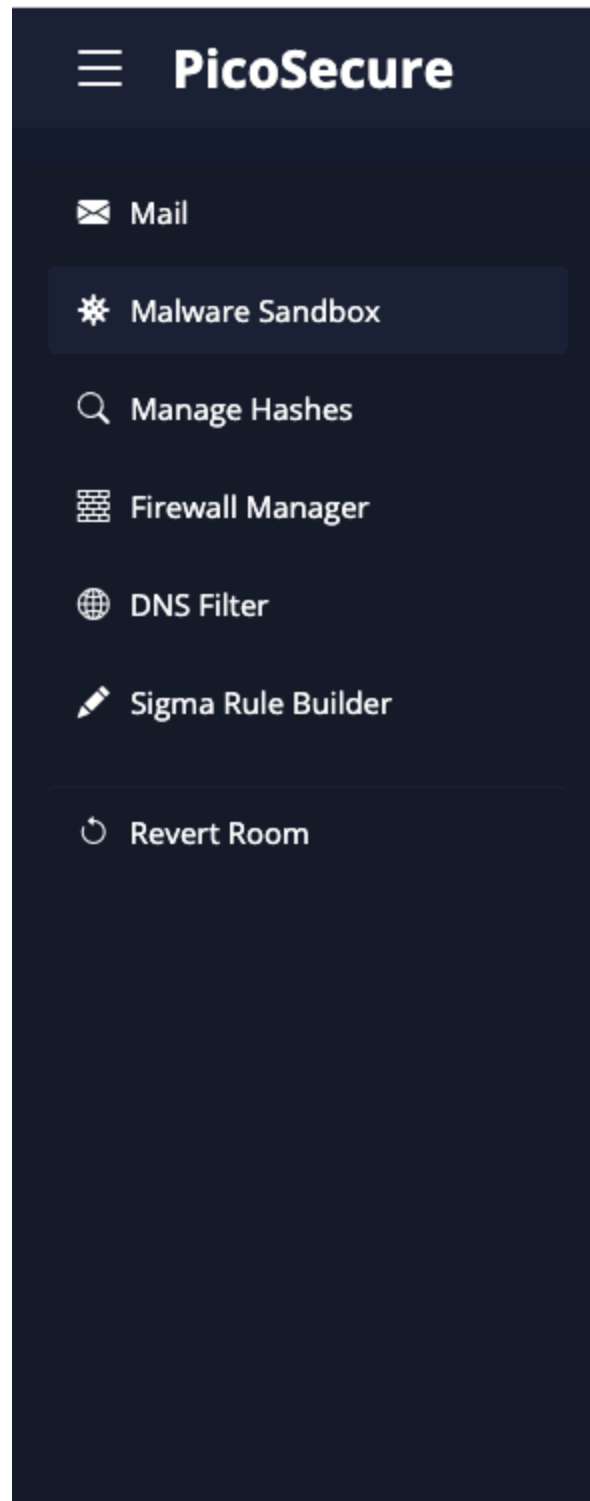 PicoSecure
Mail
Malware Sandbox
Manage Hashes
Firewall Manager
DNS Filter
Sigma Rule Builder
Revert Room